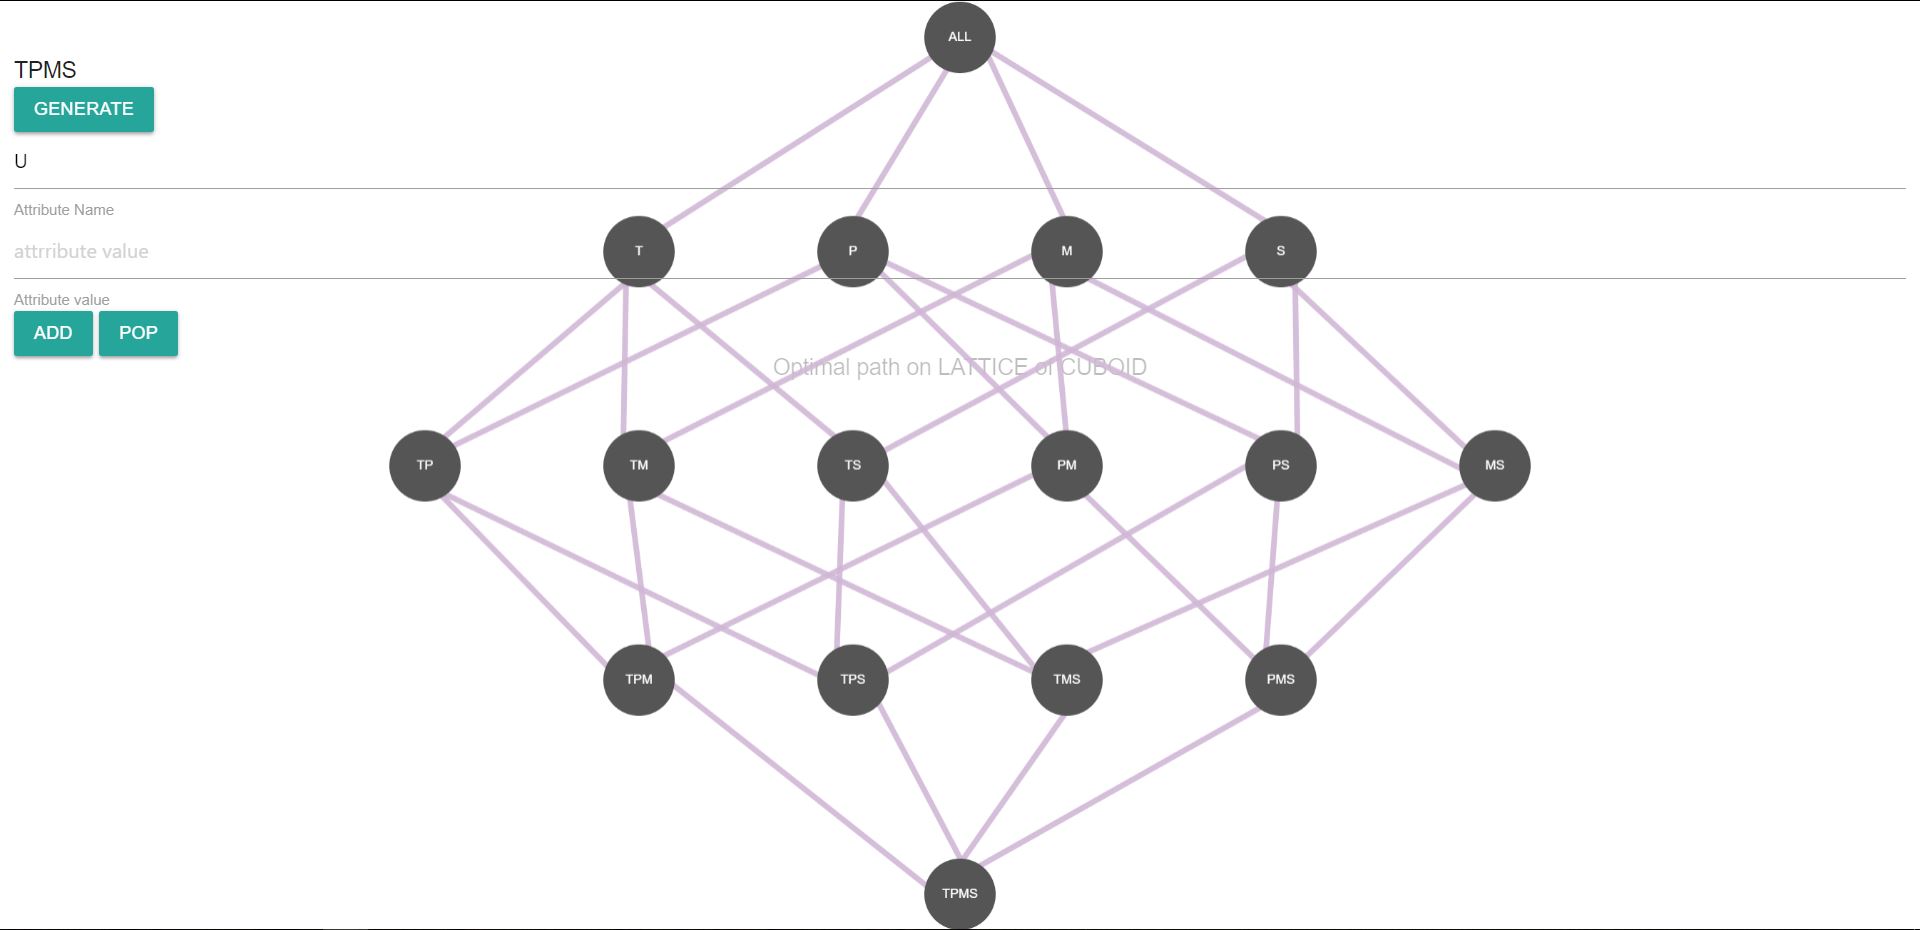 ALL
TPMS
GENERATE
U
Attribute Name
T P M S
attrribute value
Attribute value
ADD POP
Optimal path on LATTICE of CUBOID
TP TM TS PM PS MS
TPM TPS TMS PMS
TPMS